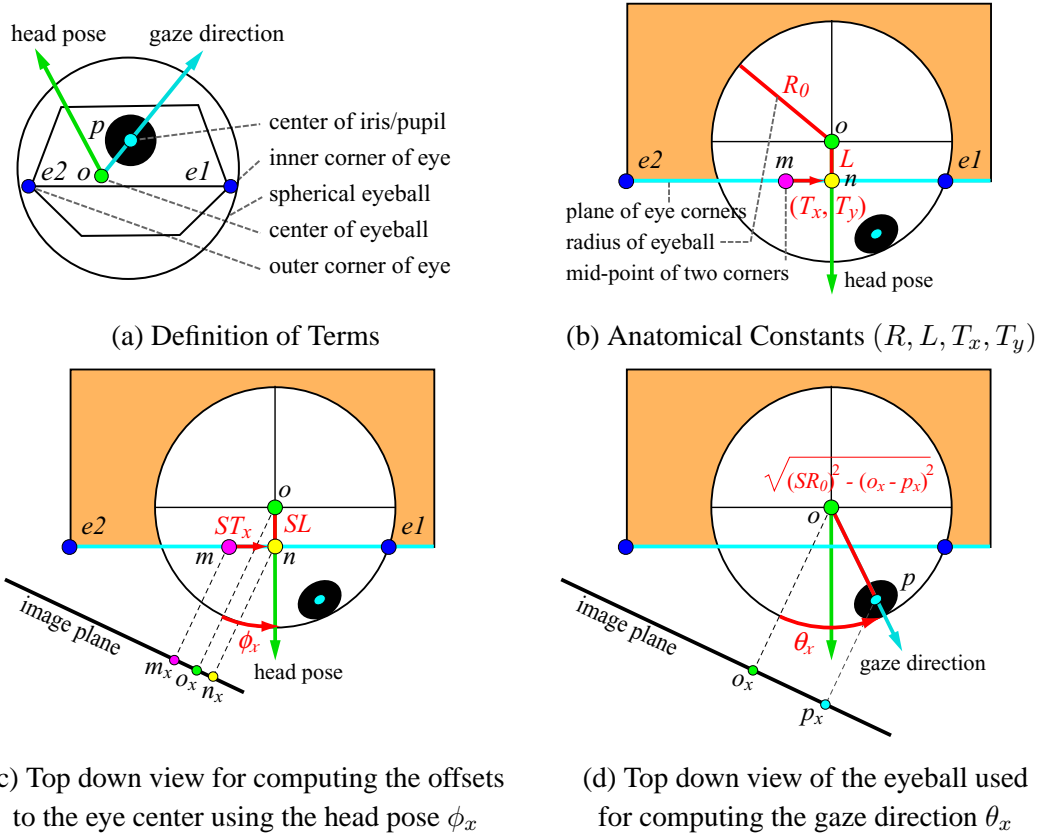 head pose
gaze direction
p
e2
o
e1
center of iris/pupil
inner corner of eye
spherical eyeball
center of eyeball
outer corner of eye
(a) Definition of Terms
R0
o
e2
m
L
n
e1
(Tx, Ty)
plane of eye corners
radius of eyeball
mid-point of two corners
head pose
(b) Anatomical Constants (R, L, Tx, Ty)
o
e2
STx
SL
e1
m
n
image plane
ϕx
head pose
mx
ox
nx
c) Top down view for computing the offsets
to the eye center using the head pose ϕx
√(SR0)² - (ox - px)²
o
e2
e1
p
image plane
θx
gaze direction
ox
px
(d) Top down view of the eyeball used
for computing the gaze direction θx